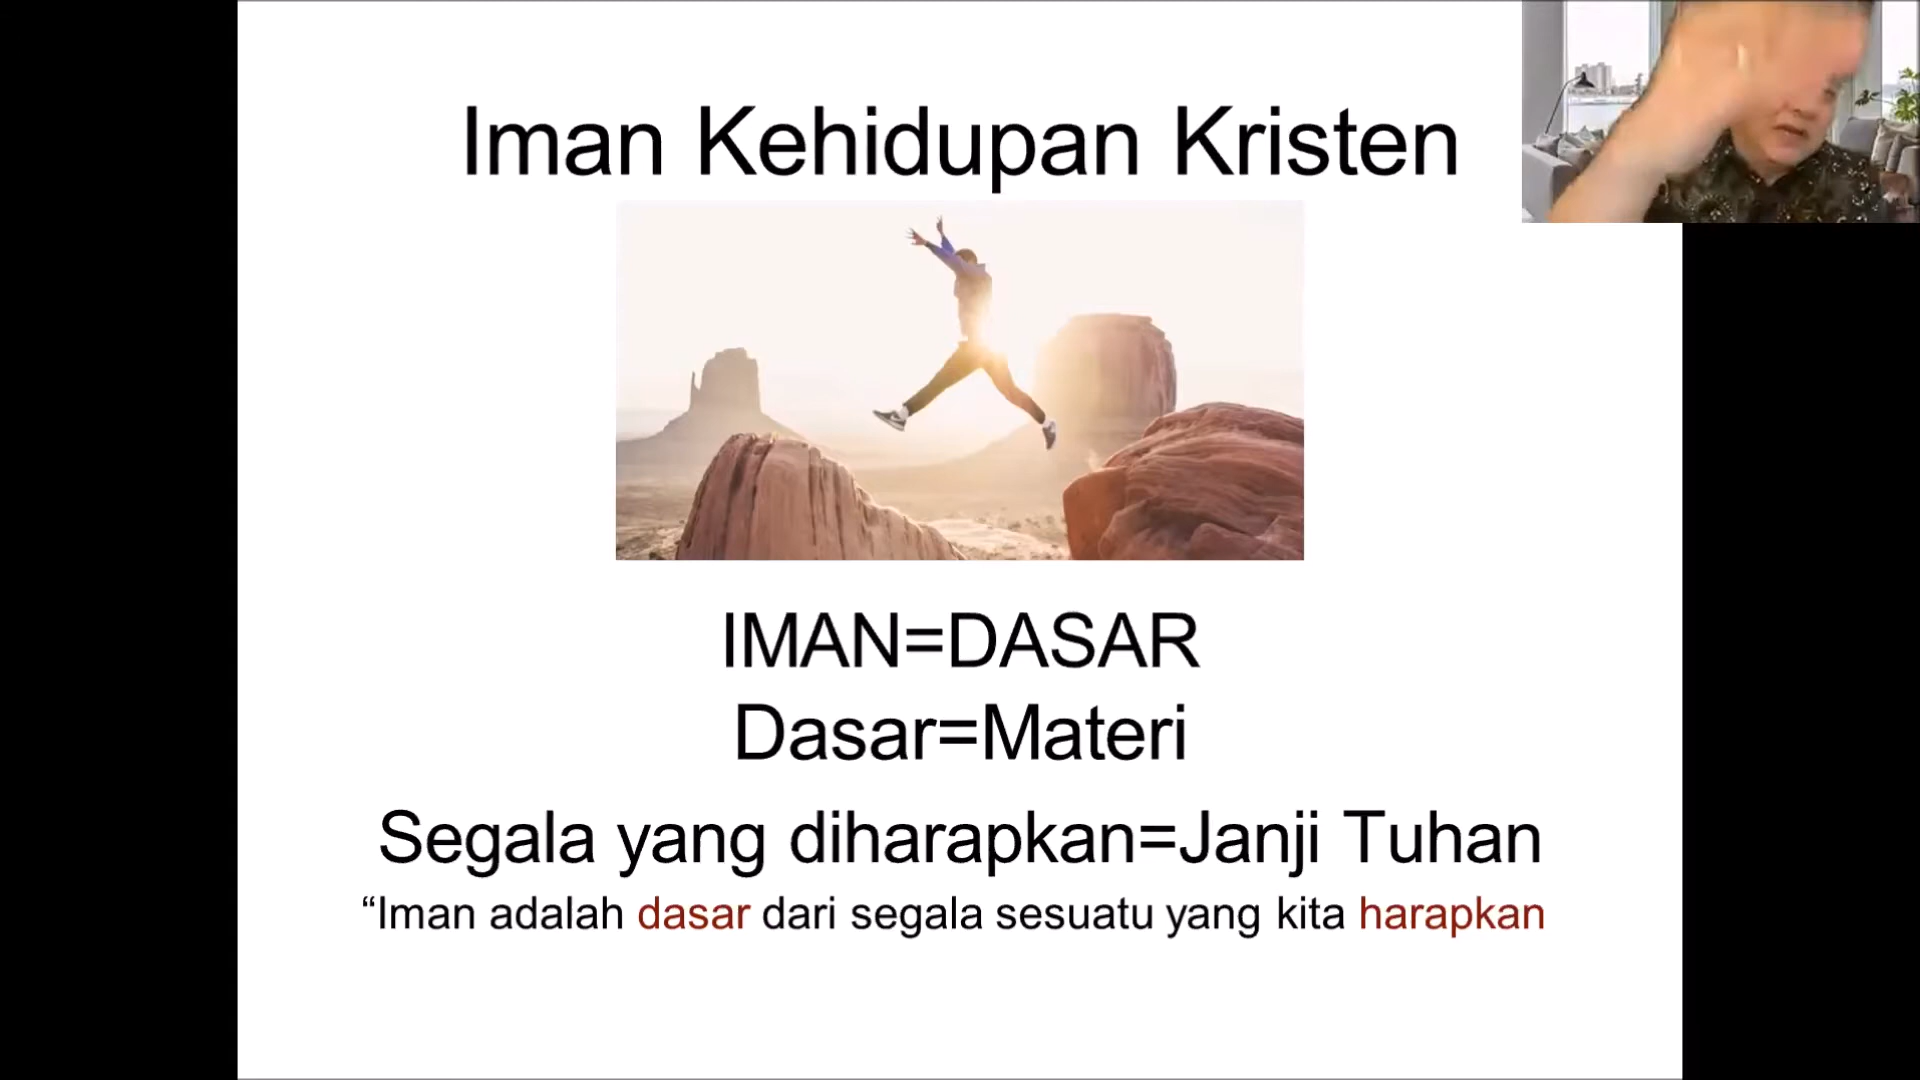 Iman Kehidupan Kristen
IMAN=DASAR
Dasar=Materi
Segala yang diharapkan=Janji Tuhan
“Iman adalah dasar dari segala sesuatu yang kita harapkan